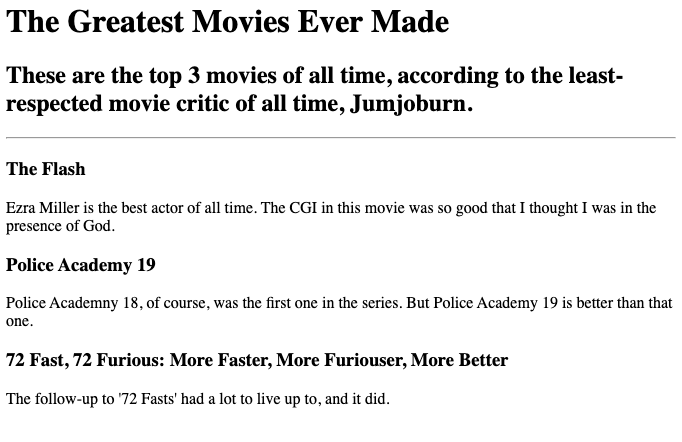 The Greatest Movies Ever Made
These are the top 3 movies of all time, according to the least-
respected movie critic of all time, Jumjoburn.
The Flash
Ezra Miller is the best actor of all time. The CGI in this movie was so good that I thought I was in the
presence of God.
Police Academy 19
Police Academny 18, of course, was the first one in the series. But Police Academy 19 is better than that
one.
72 Fast, 72 Furious: More Faster, More Furiouser, More Better
The follow-up to '72 Fasts' had a lot to live up to, and it did.